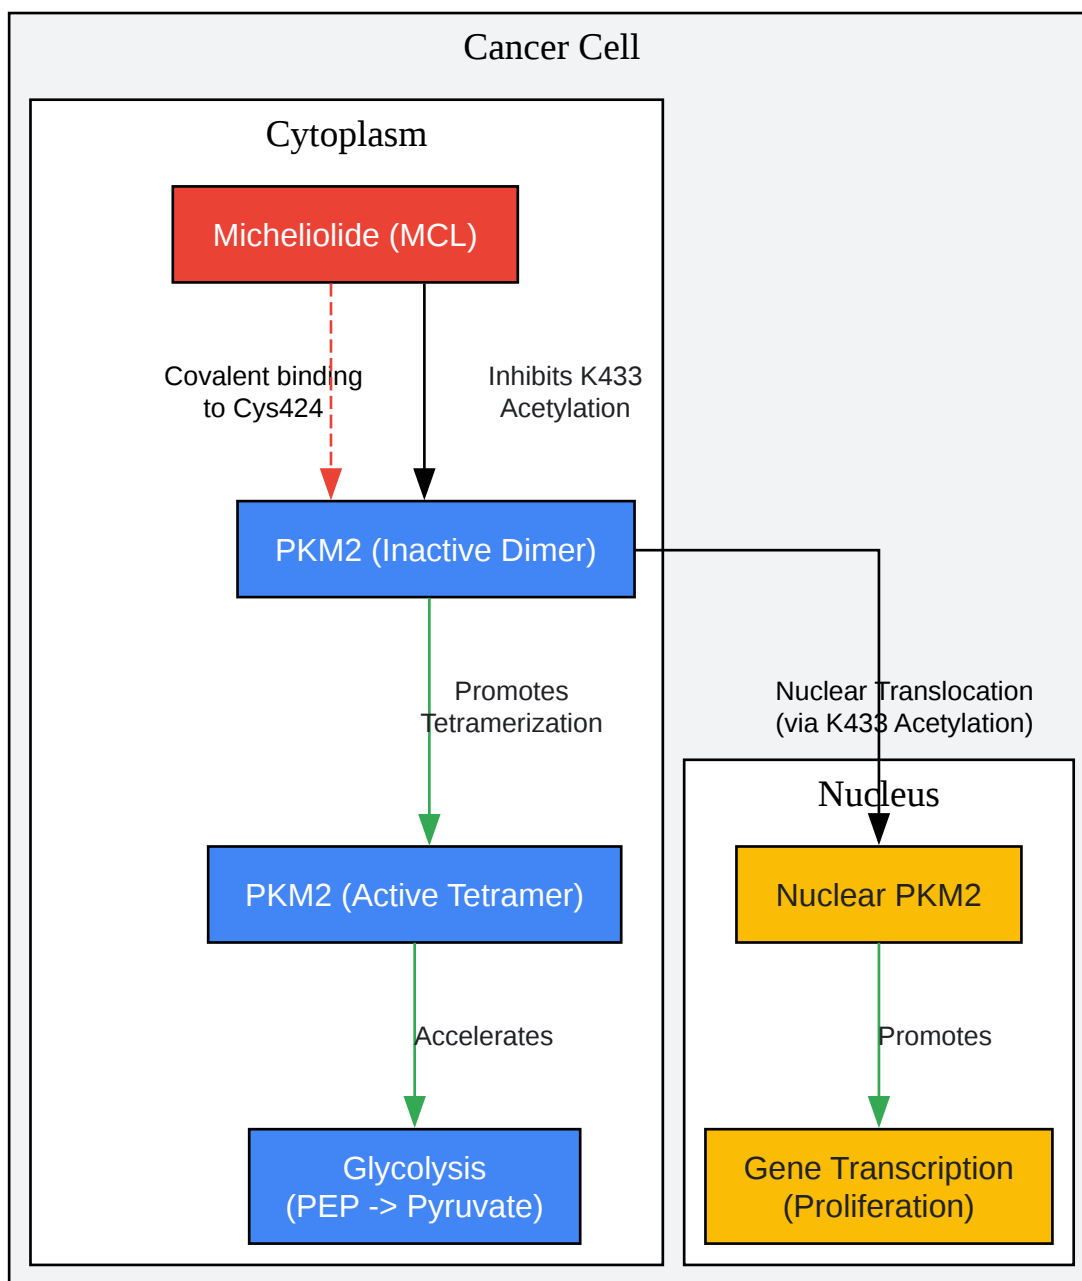 Cancer Cell
Cytoplasm
Micheliolide (MCL)
Covalent binding
to Cys424
Inhibits K433
Acetylation
PKM2 (Inactive Dimer)
Promotes
Tetramerization
Nuclear Translocation
(via K433 Acetylation)
Nucleus
PKM2 (Active Tetramer)
Nuclear PKM2
Accelerates
Promotes
Glycolysis
(PEP -> Pyruvate)
Gene Transcription
(Proliferation)